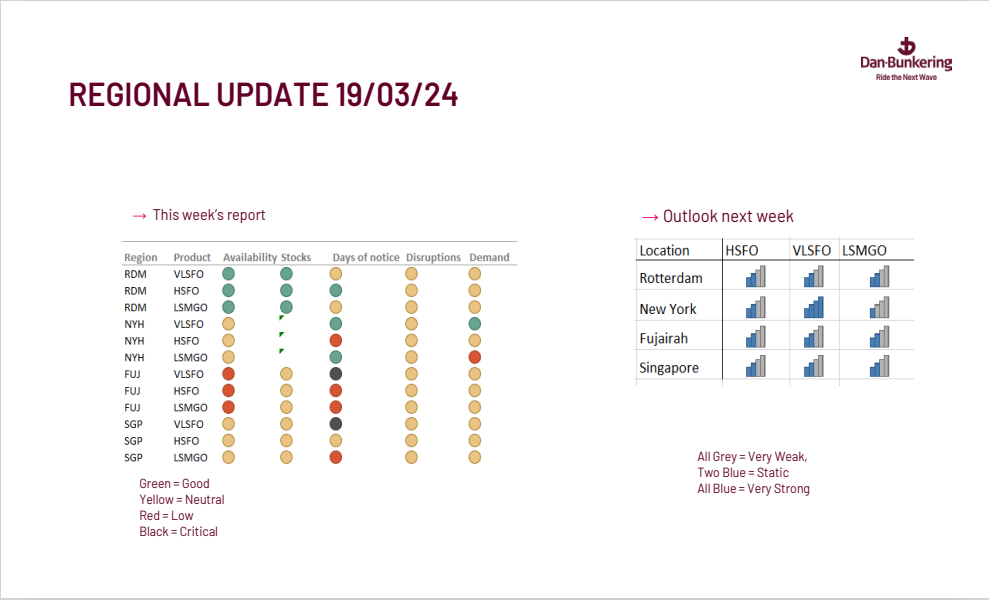 Dan-Bunkering
Ride the Next Wave
REGIONAL UPDATE 19/03/24
→ This week's report
Region Product Availability Stocks Days of notice Disruptions Demand
RDM VLSFO
RDM HSFO
RDM LSMGO
NYH VLSFO
NYH HSFO
NYH LSMGO
FUJ VLSFO
FUJ HSFO
FUJ LSMGO
SGP VLSFO
SGP HSFO
SGP LSMGO
Green = Good
Yellow = Neutral
Red = Low
Black = Critical
→ Outlook next week
Location HSFO VLSFO LSMGO
Rotterdam
New York
Fujairah
Singapore
All Grey = Very Weak,
Two Blue = Static
All Blue = Very Strong